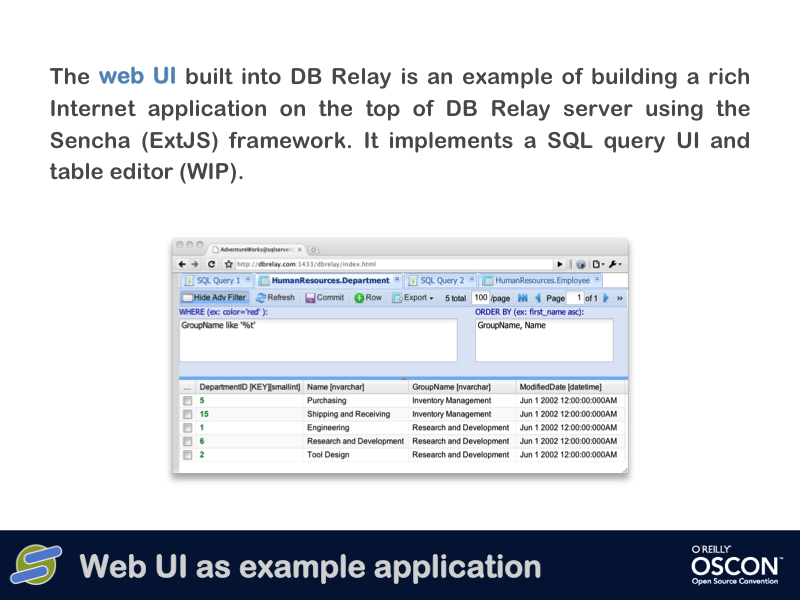 The web UI built into DB Relay is an example of building a rich
Internet application on the top of DB Relay server using the
Sencha (ExtJS) framework. It implements a SQL query UI and
table editor (WIP).
AdventureWorks@sqlserver:
http://dbrelay.com:1433/dbrelay/index.html
SQL Query 1 HumanResources.Department SQL Query 2 HumanResources.Employee
Hide Adv Filter Refresh Commit Row Export 5 total 100 /page Page 1 of 1 »
WHERE (ex: color='red' ): ORDER BY (ex: first_name asc):
GroupName like '%t' GroupName, Name
... DepartmentID [KEY][smallint] Name [nvarchar] GroupName [nvarchar] ModifiedDate [datetime]
5 Purchasing Inventory Management Jun 1 2002 12:00:00:000AM
15 Shipping and Receiving Inventory Management Jun 1 2002 12:00:00:000AM
1 Engineering Research and Development Jun 1 2002 12:00:00:000AM
6 Research and Development Research and Development Jun 1 2002 12:00:00:000AM
2 Tool Design Research and Development Jun 1 2002 12:00:00:000AM
Web UI as example application
O'REILLY
OSCON™
Open Source Convention